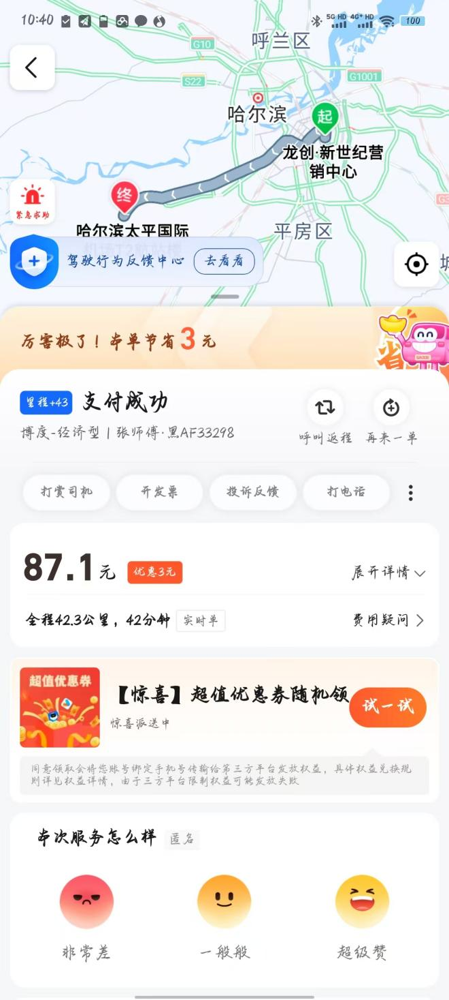 10:40
5G HD 4G+ HD
100
G10
呼兰区
S22
G1001
哈尔滨
起
龙创·新世纪营
销中心
终
紧急求助
哈尔滨太平国际
平房区
驾驶行为反馈中心 去看看
厉害极了！本单节省3元
省
里程+43 支付成功
博度-经济型 | 张师傅·黑AF33298
呼叫返程 再来一单
打赏司机 开发票 投诉反馈 打电话
87.1元 优惠3元 展开详情
全程42.3公里，42分钟 实时单 费用疑问
超值优惠券
【惊喜】超值优惠券随机领 试一试
惊喜派送中
同意领取会将您账号绑定手机号传输给第三方平台发放权益，具体权益兑换规
则详见权益详情，由于三方平台限制权益可能发放失败
本次服务怎么样 匿名
非常差 一般般 超级赞